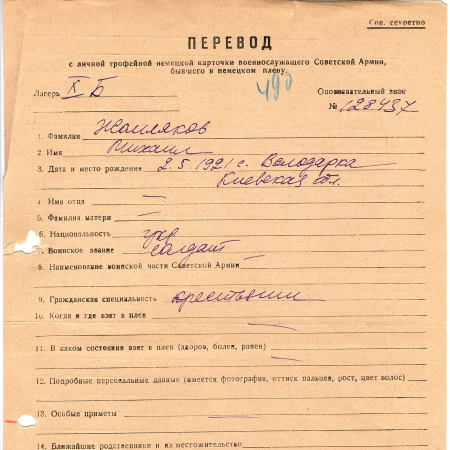 Сов. секретно
ПЕРЕВОД
с личной трофейной немецкой карточки военнослужащего Советской Армии,
бывшего в немецком плену.
490
Лагерь X Б
Опознавательный знак
№ 128437
1. Фамилия Хомляков
2. Имя Михаил
3. Дата и место рождения 2.5.1921 с. Володарка
Киевская обл.
4. Имя отца —
5. Фамилия матери —
6. Национальность укр
7. Воинское звание солдат
8. Наименование воинской части Советской Армии —
9. Гражданская специальность крестьянин
10. Когда и где взят в плен —
11. В каком состоянии взят в плен (здоров, болен, ранен) —
12. Подробные персональные данные (имеется фотография, оттиск пальцев, рост, цвет волос)
13. Особые приметы —
14. Ближайшие родственники и их местожительство